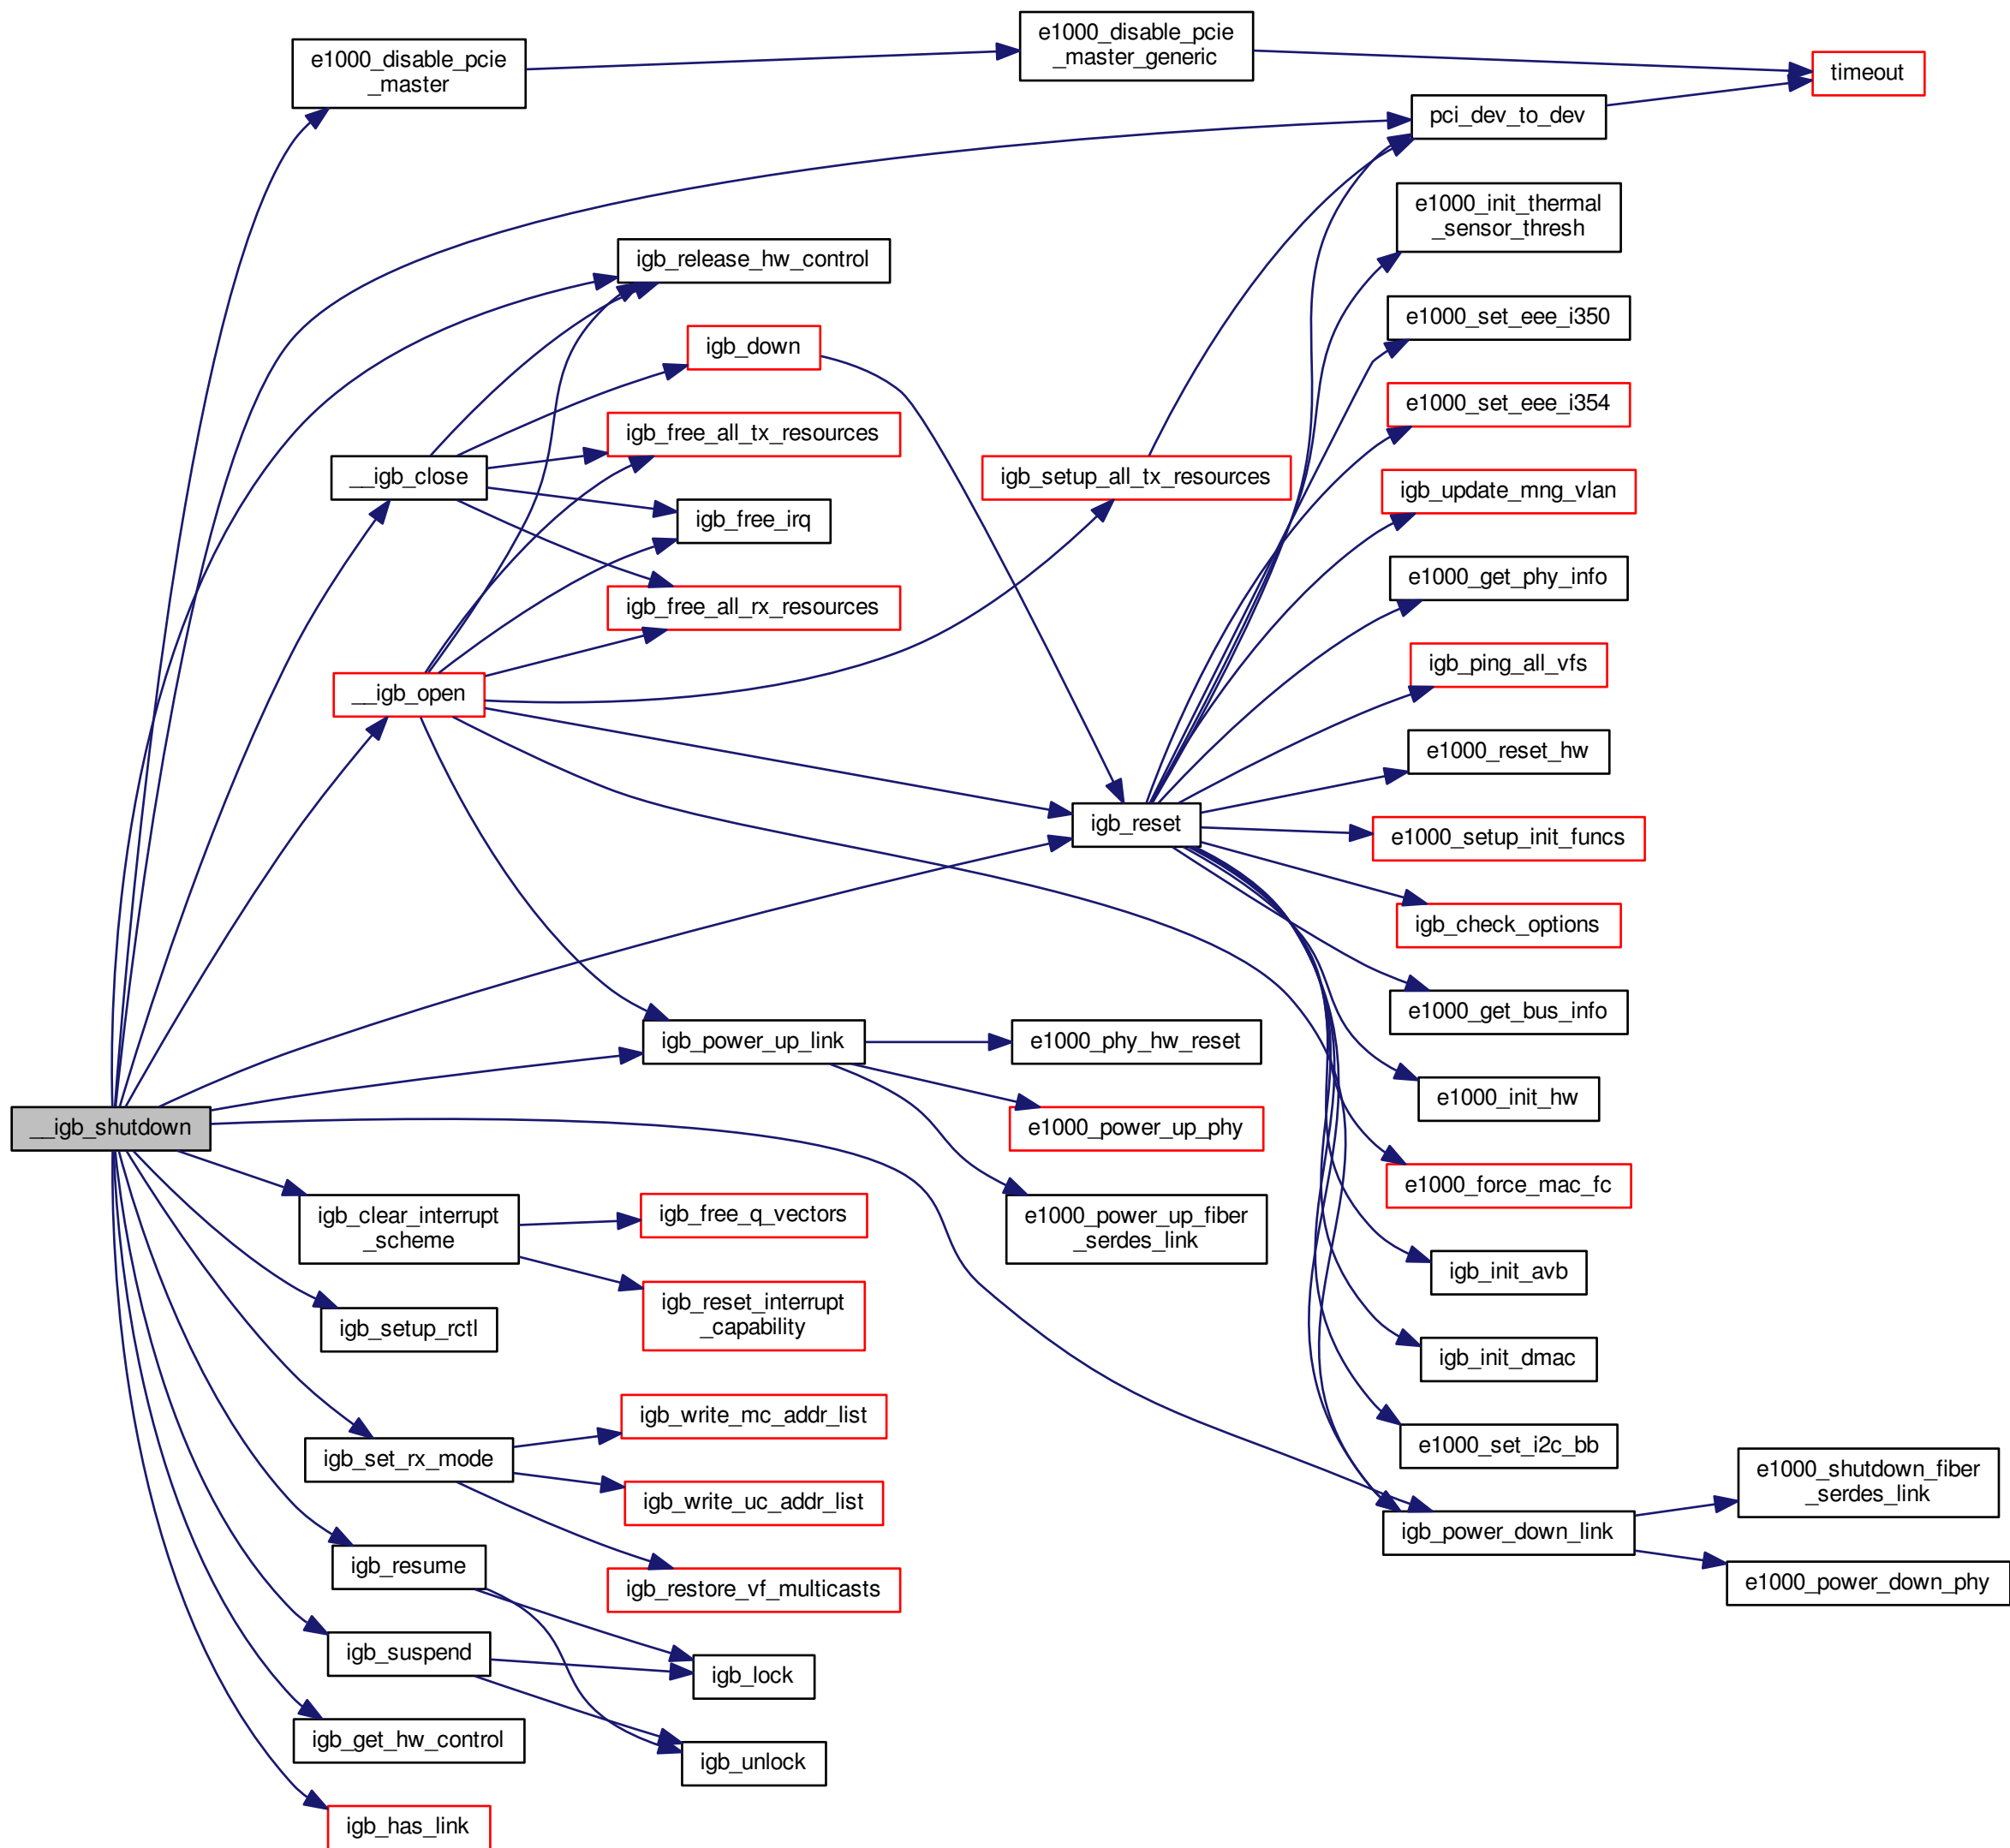 e1000_disable_pcie
_master
e1000_disable_pcie
_master_generic
timeout
pci_dev_to_dev
e1000_init_thermal
_sensor_thresh
igb_release_hw_control
e1000_set_eee_i350
igb_down
e1000_set_eee_i354
igb_free_all_tx_resources
__igb_close
igb_setup_all_tx_resources
igb_update_mng_vlan
igb_free_irq
e1000_get_phy_info
igb_free_all_rx_resources
igb_ping_all_vfs
__igb_open
e1000_reset_hw
igb_reset
e1000_setup_init_funcs
igb_check_options
e1000_get_bus_info
igb_power_up_link
e1000_phy_hw_reset
e1000_init_hw
__igb_shutdown
e1000_power_up_phy
e1000_force_mac_fc
igb_clear_interrupt
_scheme
igb_free_q_vectors
e1000_power_up_fiber
_serdes_link
igb_init_avb
igb_reset_interrupt
_capability
igb_setup_rctl
igb_init_dmac
igb_write_mc_addr_list
igb_set_rx_mode
e1000_set_i2c_bb
e1000_shutdown_fiber
_serdes_link
igb_write_uc_addr_list
igb_power_down_link
igb_resume
e1000_power_down_phy
igb_restore_vf_multicasts
igb_suspend
igb_lock
igb_get_hw_control
igb_unlock
igb_has_link